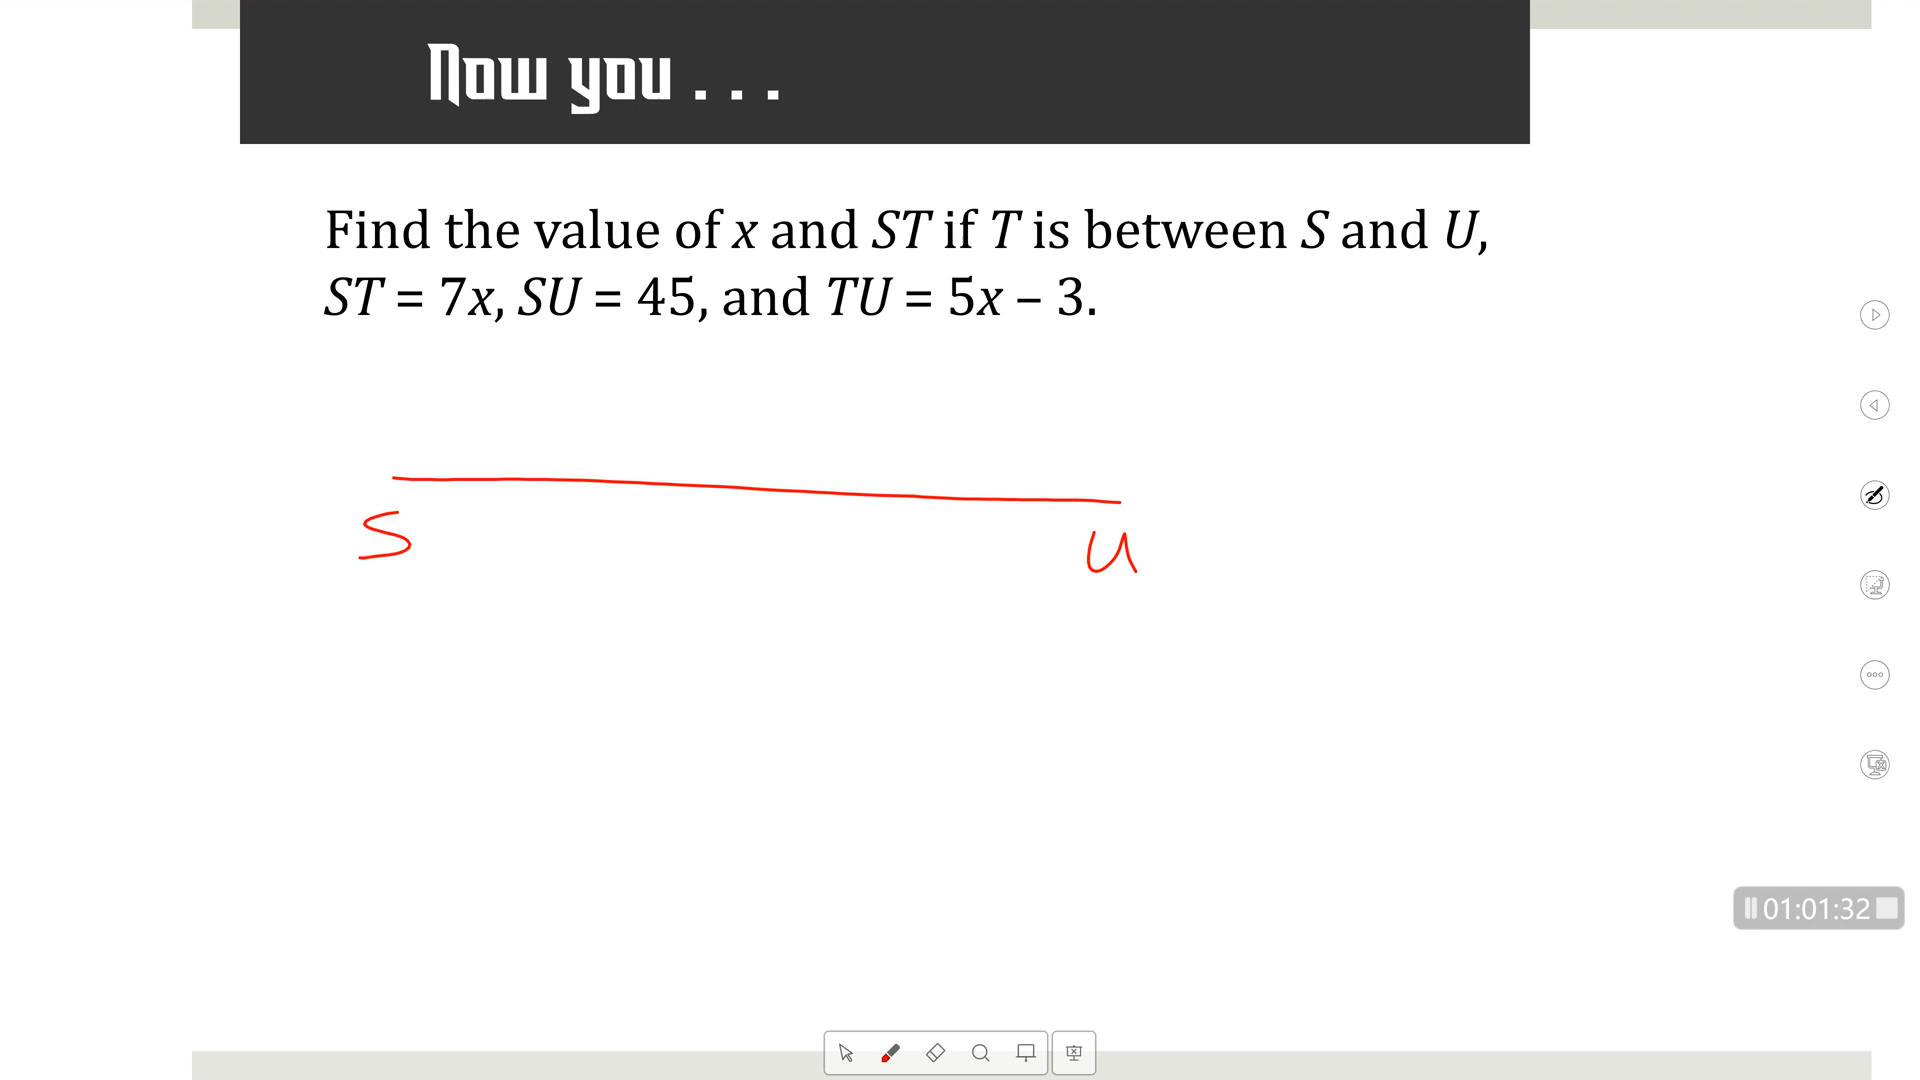 Now you . . .
Find the value of x and ST if T is between S and U,
ST = 7x, SU = 45, and TU = 5x – 3.
S
U
01:01:32